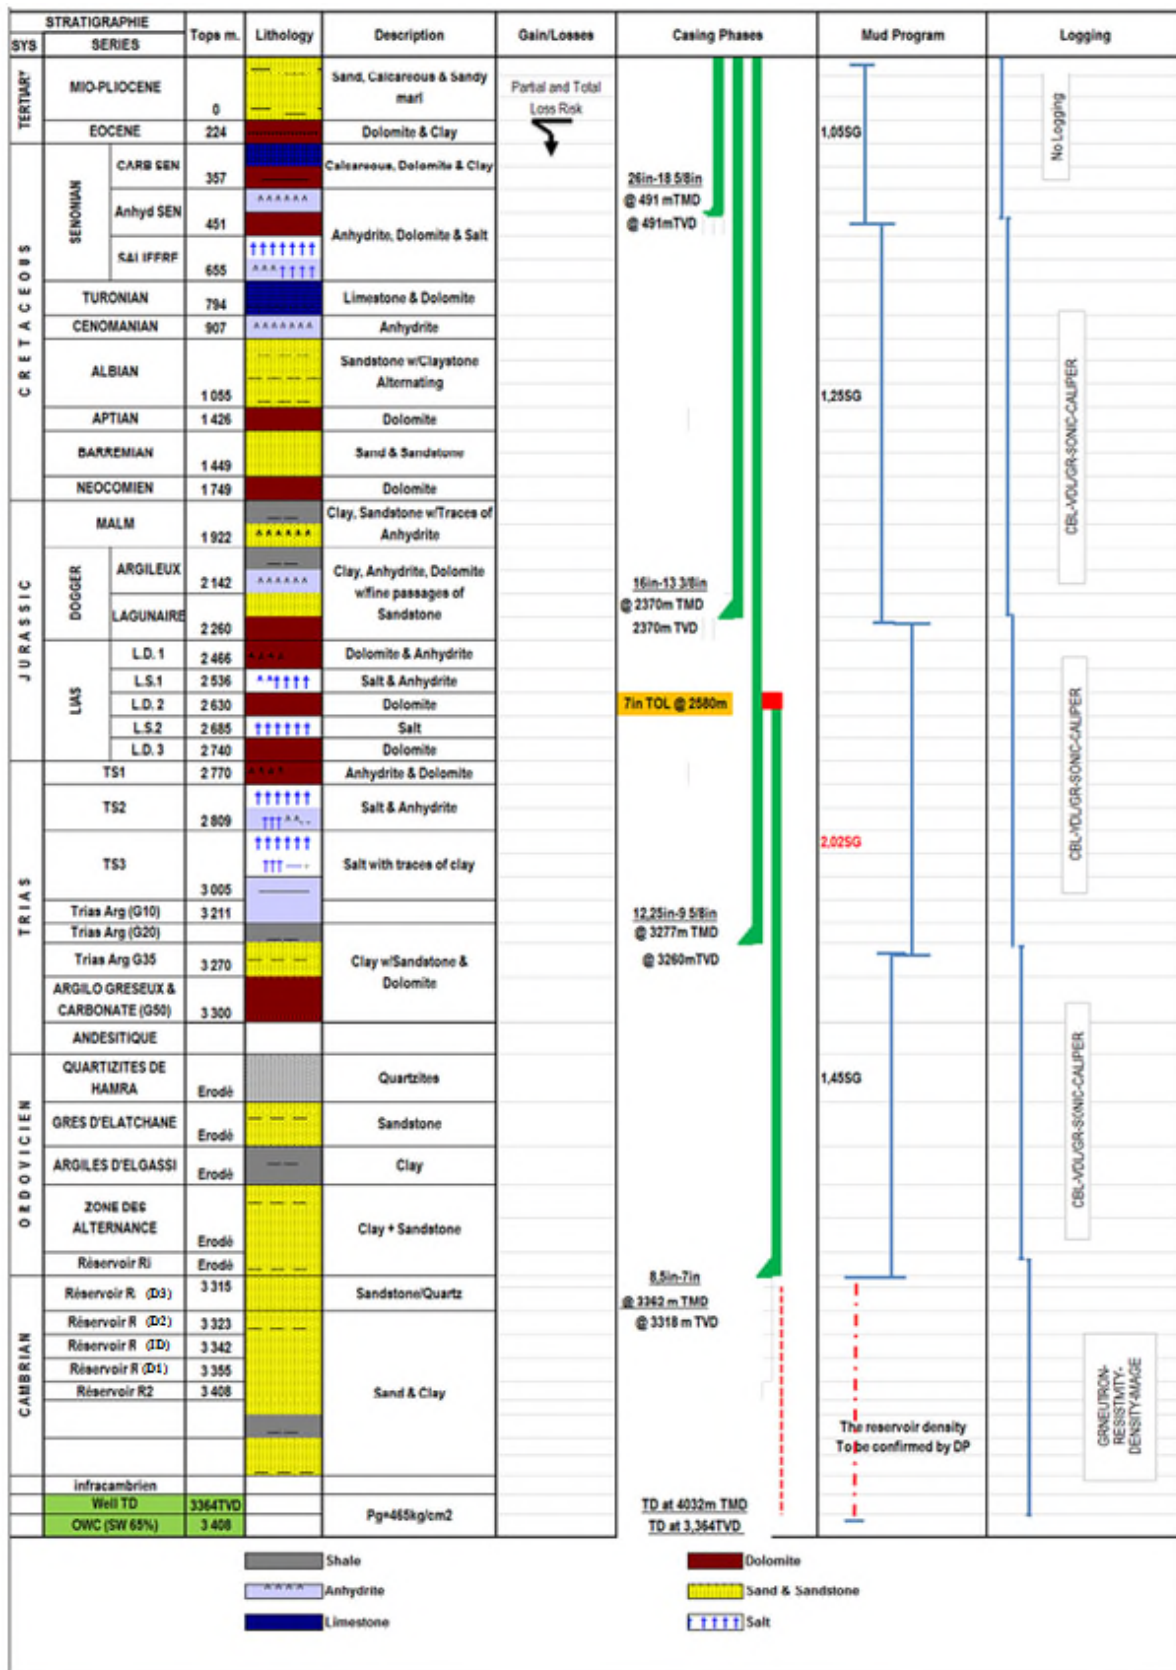 STRATIGRAPHIE
SYS
SERIES
Tops m.
Lithology
Description
Gain/Losses
Casing Phases
Mud Program
Logging
TERTIARY
MIO-PLIOCENE
0
Sand, Calcareous & Sandy
marl
Partial and Total
Loss Risk
EOCENE
224
Dolomite & Clay
1,05SG
No Logging
CRETACEOUS
SENONIAN
CARB SEN
357
Calcareous, Dolomite & Clay
26in-18 5/8in
@ 491 mTMD
@ 491mTVD
Anhyd SEN
451
Anhydrite, Dolomite & Salt
SALIFERE
655
TURONIAN
794
Limestone & Dolomite
CENOMANIAN
907
Anhydrite
ALBIAN
1 055
Sandstone w/Claystone
Alternating
1,25SG
APTIAN
1 426
Dolomite
BARREMIAN
1 449
Sand & Sandstone
NEOCOMIEN
1 749
Dolomite
CBL-VDL/GR-SONIC-CALIPER
JURASSIC
MALM
1 922
Clay, Sandstone w/Traces of
Anhydrite
DOGGER
ARGILEUX
2 142
Clay, Anhydrite, Dolomite
w/fine passages of
Sandstone
LAGUNAIRE
2 260
16in-13 3/8in
@ 2370m TMD
2370m TVD
LIAS
L.D. 1
2 466
Dolomite & Anhydrite
L.S.1
2 536
Salt & Anhydrite
L.D. 2
2 630
Dolomite
7in TOL @ 2580m
L.S.2
2 685
Salt
L.D. 3
2 740
Dolomite
CBL-VDL/GR-SONIC-CALIPER
TRIAS
TS1
2 770
Anhydrite & Dolomite
TS2
2 809
Salt & Anhydrite
2,02SG
TS3
3 005
Salt with traces of clay
Trias Arg (G10)
3 211
12,25in-9 5/8in
@ 3277m TMD
@ 3260mTVD
Trias Arg (G20)
Trias Arg G35
3 270
Clay w/Sandstone &
Dolomite
ARGILO GRESEUX &
CARBONATE (G50)
3 300
ANDESITIQUE
ORDOVICIEN
QUARTIZITES DE
HAMRA
Erodè
Quartzites
1,45SG
CBL-VDL/GR-SONIC-CALIPER
GRES D'ELATCHANE
Erodè
Sandstone
ARGILES D'ELGASSI
Erodè
Clay
ZONE DES
ALTERNANCE
Erodè
Clay + Sandstone
Réservoir Ri
Erodè
8,5in-7in
@ 3362 m TMD
@ 3318 m TVD
CAMBRIAN
Réservoir R (D3)
3 315
Sandstone/Quartz
Réservoir R (D2)
3 323
Réservoir R (ID)
3 342
Réservoir R (D1)
3 355
Réservoir R2
3 408
Sand & Clay
The reservoir density
To be confirmed by DP
GRNEUTRON-
RESISTMITY-
DENSITY-IMAGE
infracambrien
Well TD
3364TVD
Pg=465kg/cm2
TD at 4032m TMD
TD at 3,364TVD
OWC (SW 65%)
3 408
Shale
Dolomite
Anhydrite
Sand & Sandstone
Limestone
Salt